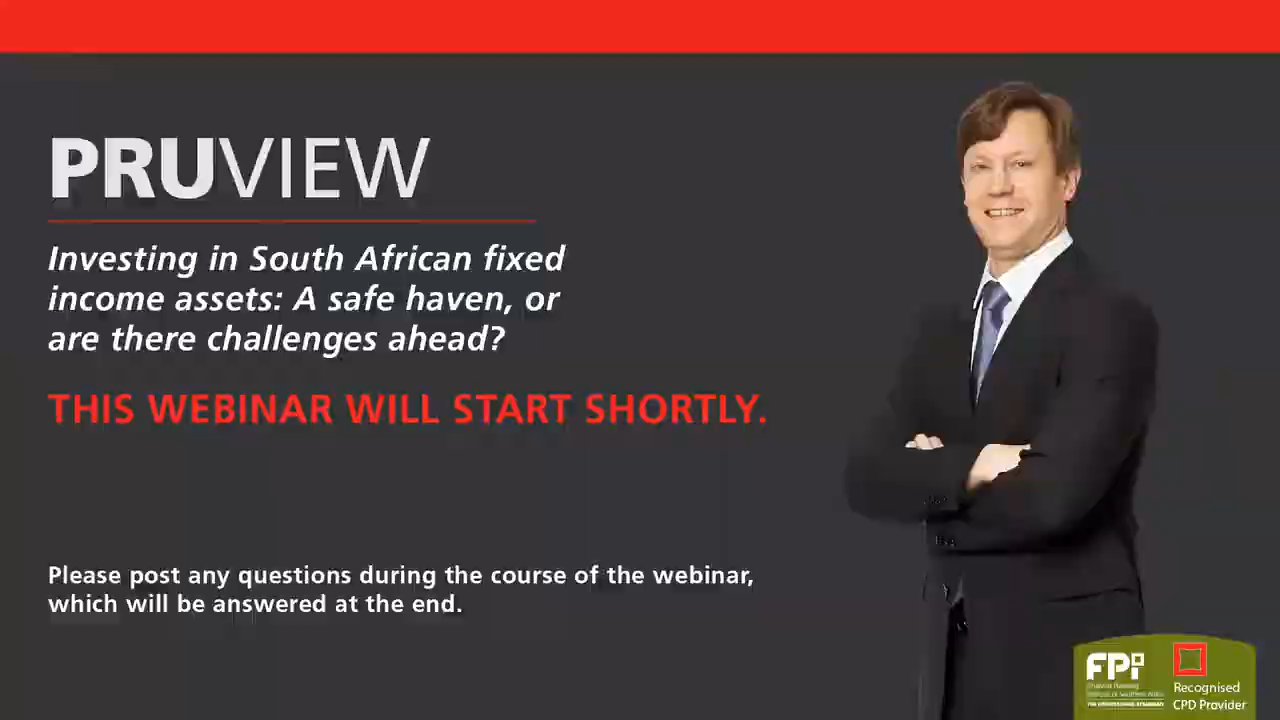 PRUVIEW
Investing in South African fixed
income assets: A safe haven, or
are there challenges ahead?
THIS WEBINAR WILL START SHORTLY.
Please post any questions during the course of the webinar,
which will be answered at the end.
FPi
Recognised
CPD Provider